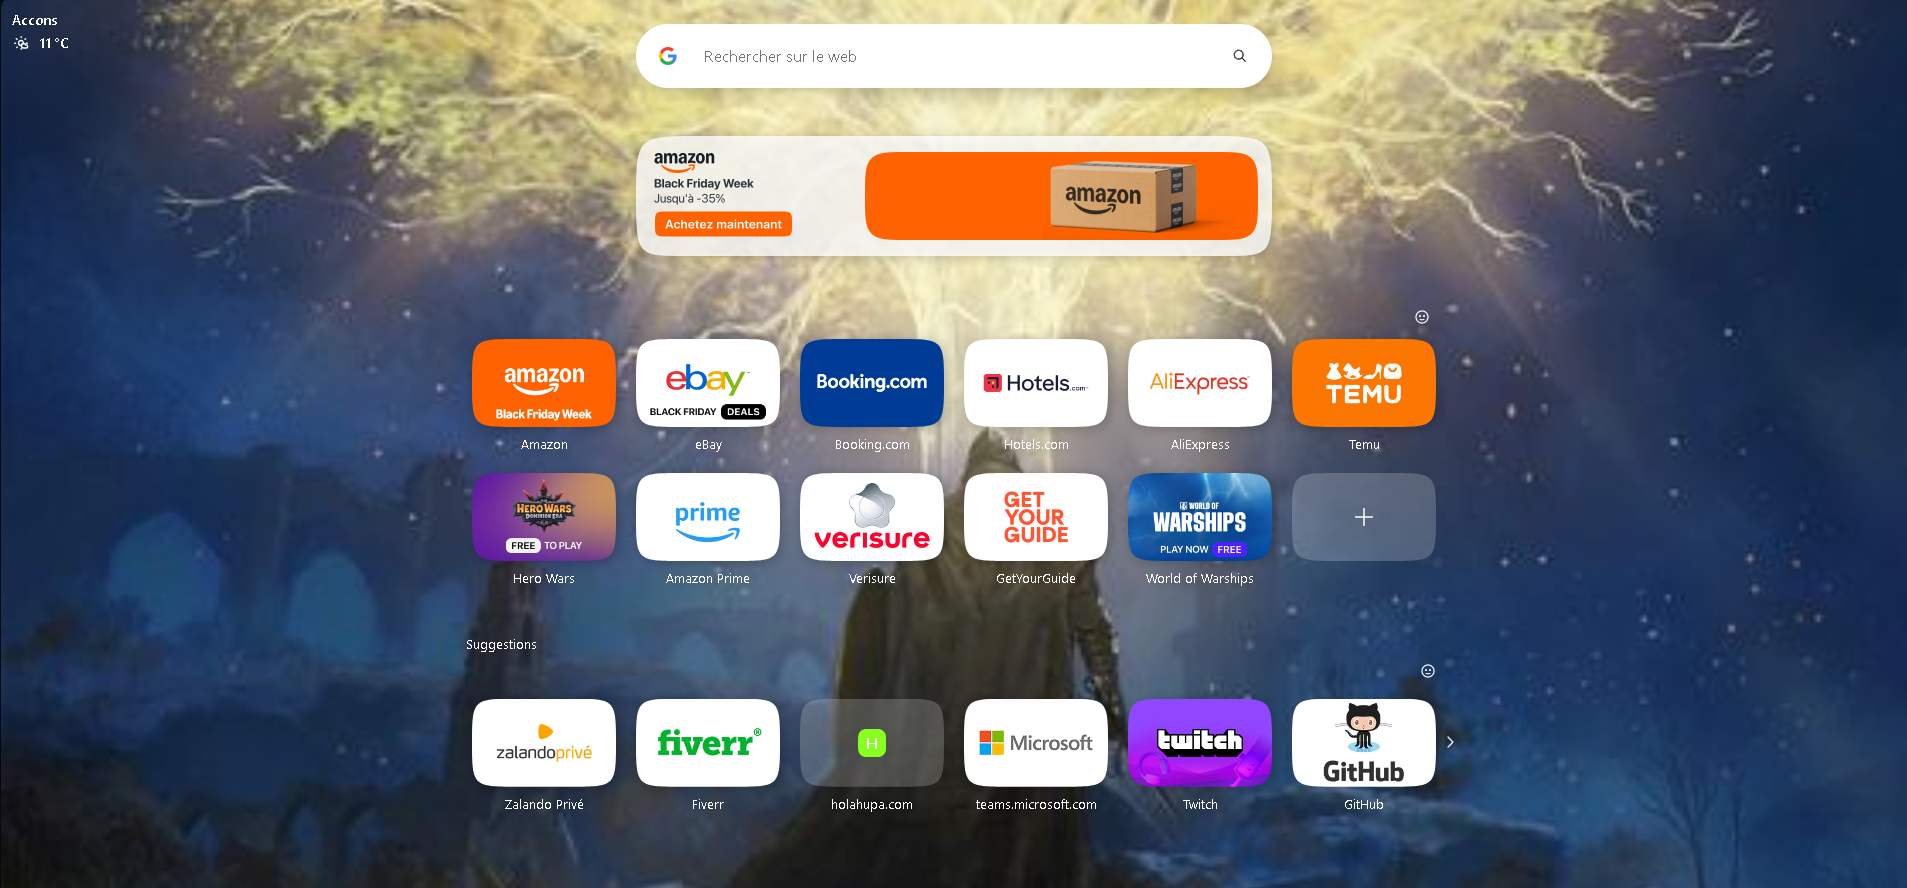 Accons
11 °C
Rechercher sur le web
amazon
Black Friday Week
Jusqu'à -35%
Achetez maintenant
amazon
amazon
Black Friday Week
Amazon
ebay
BLACK FRIDAY DEALS
eBay
Booking.com
Booking.com
Hotels.com
Hotels.com
AliExpress
AliExpress
TEMU
Temu
HERO WARS
DOMINION ERA
FREE TO PLAY
Hero Wars
prime
Amazon Prime
verisure
Verisure
GET
YOUR
GUIDE
GetYourGuide
WORLD OF
WARSHIPS
PLAY NOW FREE
World of Warships
Suggestions
zalandoprivé
Zalando Privé
fiverr®
Fiverr
H
holahupa.com
Microsoft
teams.microsoft.com
twitch
Twitch
GitHub
GitHub